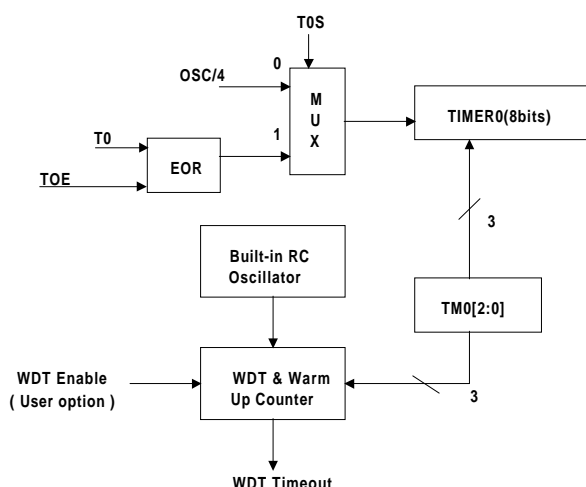 T0S
0
OSC/4
M
U
X
TIMER0(8bits)
1
T0
EOR
TOE
3
Built-in RC
Oscillator
TM0[2:0]
WDT Enable
( User option )
WDT & Warm
Up Counter
3
WDT Timeout